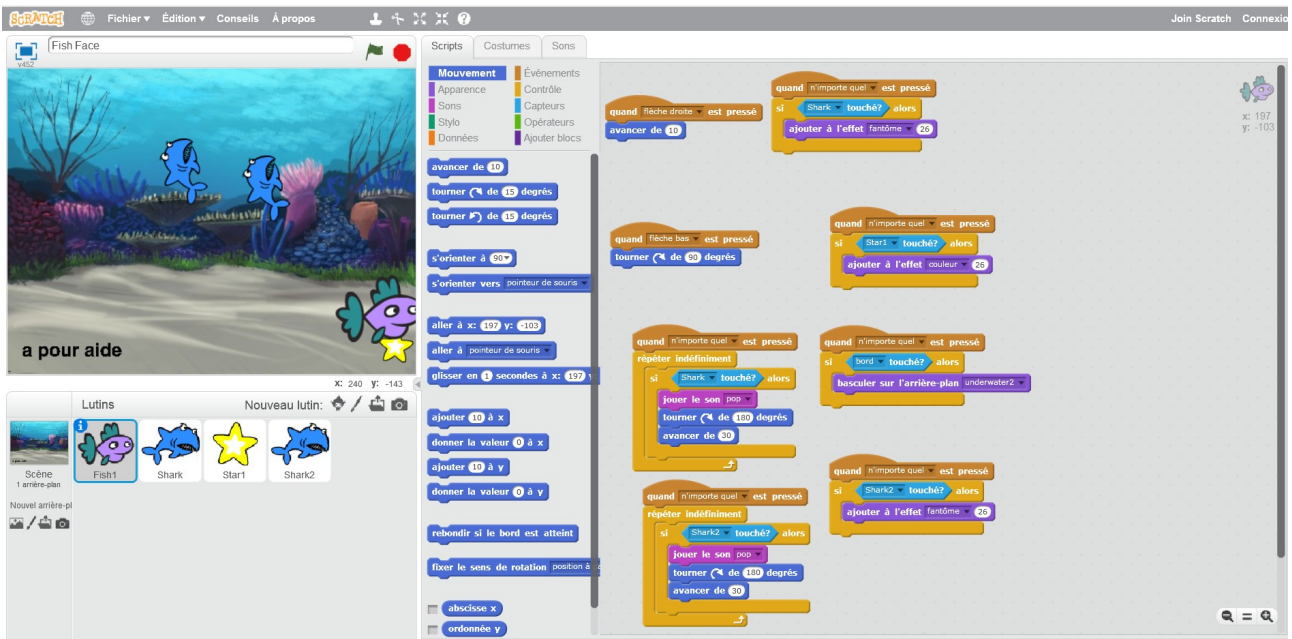 SCRATCH Fichier Édition Conseils À propos Join Scratch Connexio
Fish Face
v452
a pour aide
x: 240 y: -143
Lutins Nouveau lutin:
Scène
1 arrière-plan
Fish1 Shark Star1 Shark2
Nouvel arrière-pl
Scripts Costumes Sons
Mouvement Événements
Apparence Contrôle
Sons Capteurs
Stylo Opérateurs
Données Ajouter blocs
avancer de 10
tourner de 15 degrés
tourner de 15 degrés
s'orienter à 90
s'orienter vers pointeur de souris
aller à x: 197 y: -103
aller à pointeur de souris
glisser en 1 secondes à x: 197
ajouter 10 à x
donner la valeur 0 à x
ajouter 10 à y
donner la valeur 0 à y
rebondir si le bord est atteint
fixer le sens de rotation position à
abscisse x
ordonnée y
quand flèche droite est pressé
avancer de 10
quand n'importe quel est pressé
si Shark touché? alors
ajouter à l'effet fantôme 26
x: 197
y: -103
quand flèche bas est pressé
tourner de 90 degrés
quand n'importe quel est pressé
si Star1 touché? alors
ajouter à l'effet couleur 26
quand n'importe quel est pressé
répéter indéfiniment
si Shark touché? alors
jouer le son pop
tourner de 180 degrés
avancer de 30
quand n'importe quel est pressé
si bord touché? alors
basculer sur l'arrière-plan underwater2
quand n'importe quel est pressé
répéter indéfiniment
si Shark2 touché? alors
jouer le son pop
tourner de 180 degrés
avancer de 30
quand n'importe quel est pressé
si Shark2 touché? alors
ajouter à l'effet fantôme 26